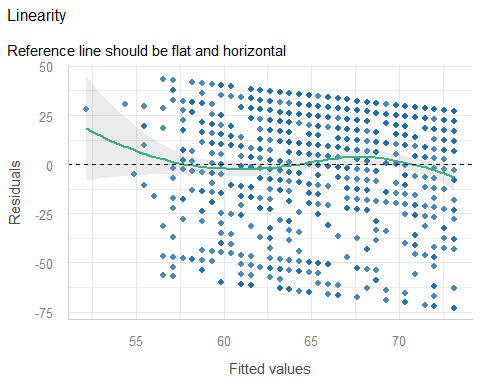 Linearity
Reference line should be flat and horizontal
50
25
0
-25
-50
-75
Residuals
55
60
65
70
Fitted values